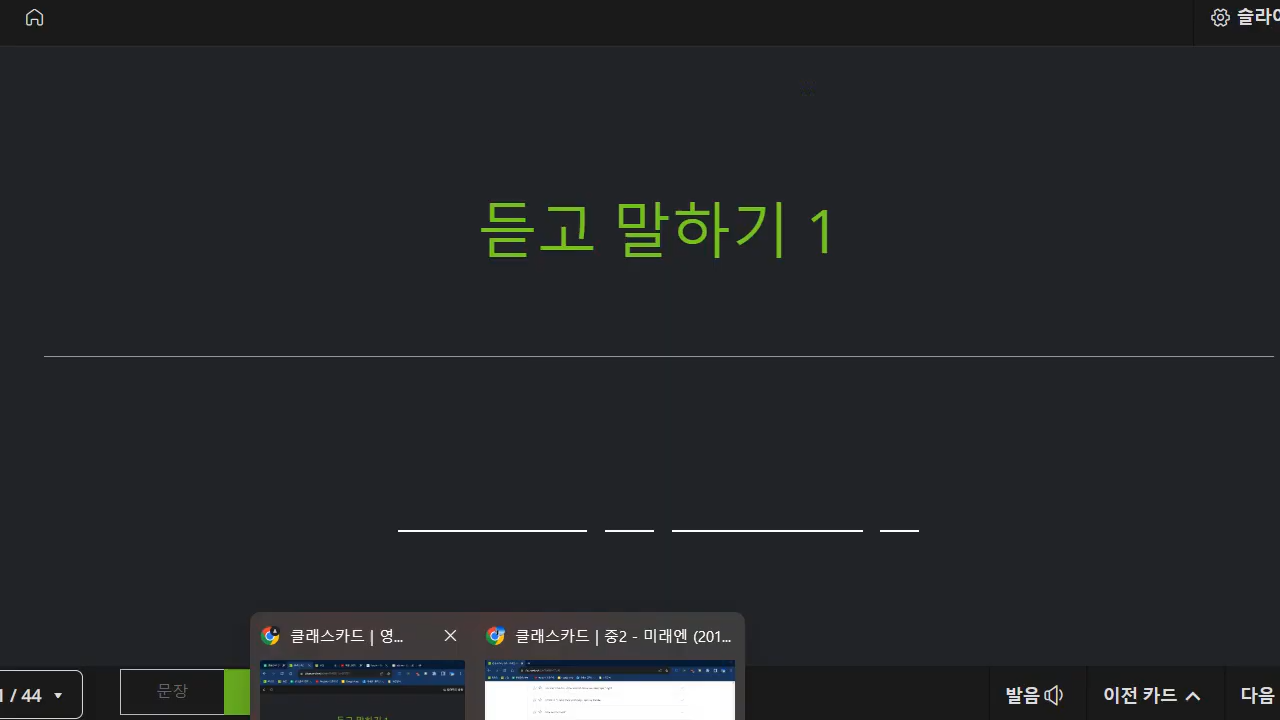 슬라이
듣고 말하기 1
클래스카드 | 영...
클래스카드 | 중2 - 미래엔 (201...
1 / 44
문장
발음
이전 카드
다음